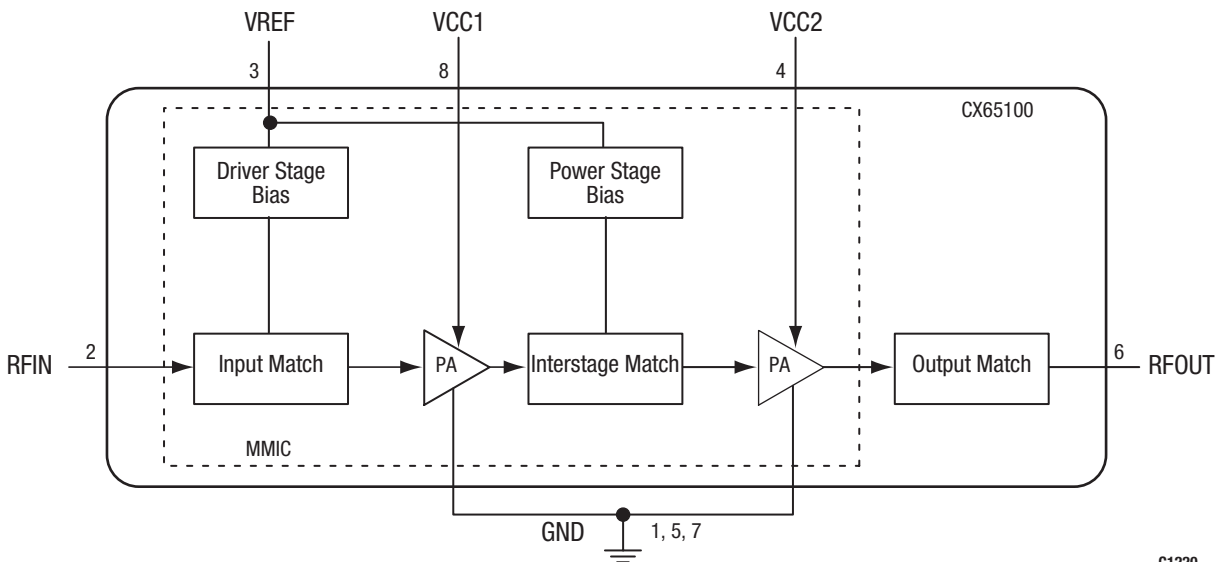 VREF
VCC1
VCC2
3
8
4
CX65100
Driver Stage
Bias
Power Stage
Bias
RFIN
2
Input Match
PA
Interstage Match
PA
Output Match
6
RFOUT
MMIC
GND
1, 5, 7